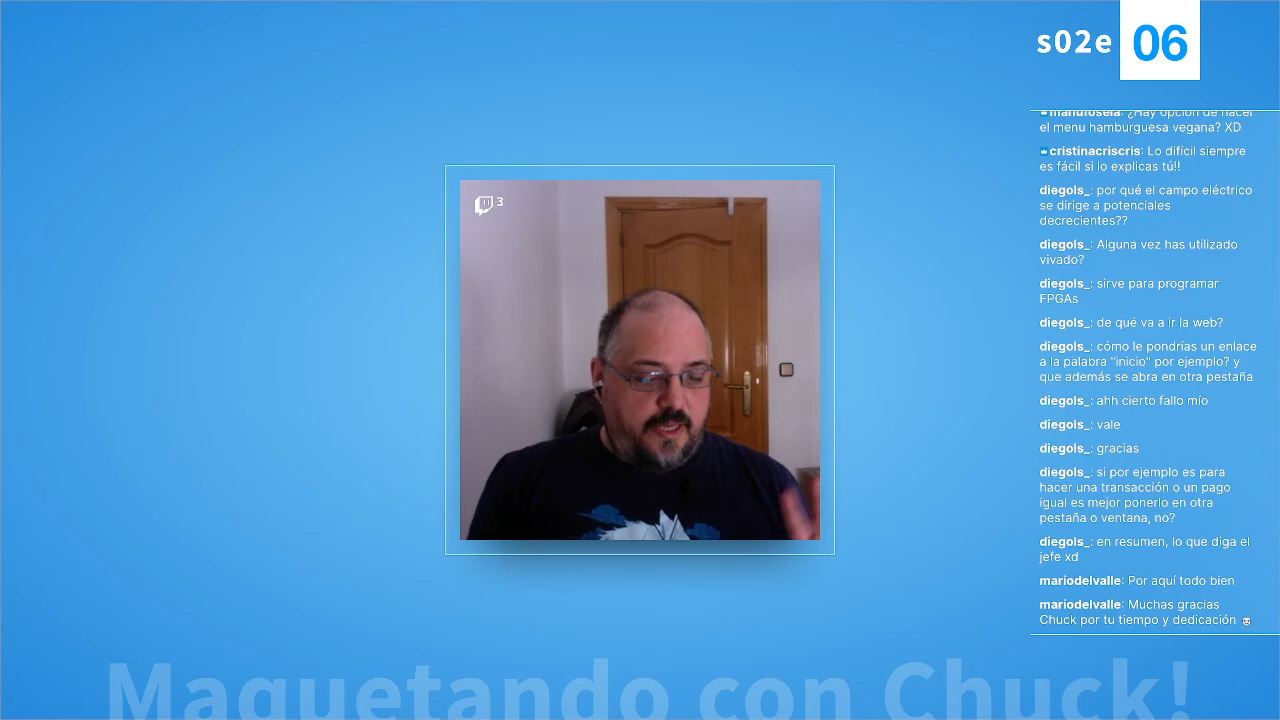 s02e 06
manufosela: ¿Hay opción de hacer
el menu hamburguesa vegana? XD
cristinacriscris: Lo difícil siempre
es fácil si lo explicas tú!!
diegols_: por qué el campo eléctrico
se dirige a potenciales
decrecientes??
diegols_: Alguna vez has utilizado
vivado?
diegols_: sirve para programar
FPGAs
diegols_: de qué va a ir la web?
diegols_: cómo le pondrías un enlace
a la palabra "inicio" por ejemplo? y
que además se abra en otra pestaña
diegols_: ahh cierto fallo mío
diegols_: vale
diegols_: gracias
diegols_: si por ejemplo es para
hacer una transacción o un pago
igual es mejor ponerlo en otra
pestaña o ventana, no?
diegols_: en resumen, lo que diga el
jefe xd
mariodelvalle: Por aquí todo bien
mariodelvalle: Muchas gracias
Chuck por tu tiempo y dedicación
3
Maquetando con Chuck!